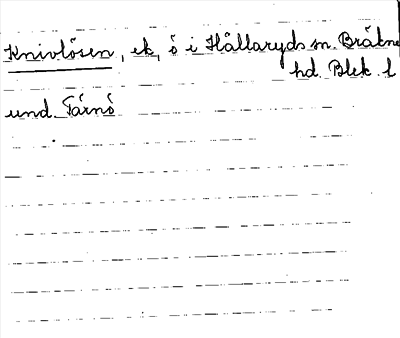 Knivlösen, ek, ö i Hällaryds sn. Bräkne
hd. Blek. l
und. Tärnö